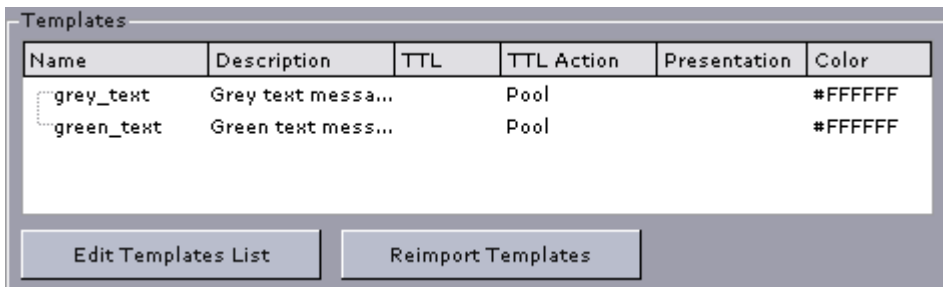 Templates
Name Description TTL TTL Action Presentation Color
grey_text Grey text messa... Pool #FFFFFF
green_text Green text mess... Pool #FFFFFF
Edit Templates List Reimport Templates